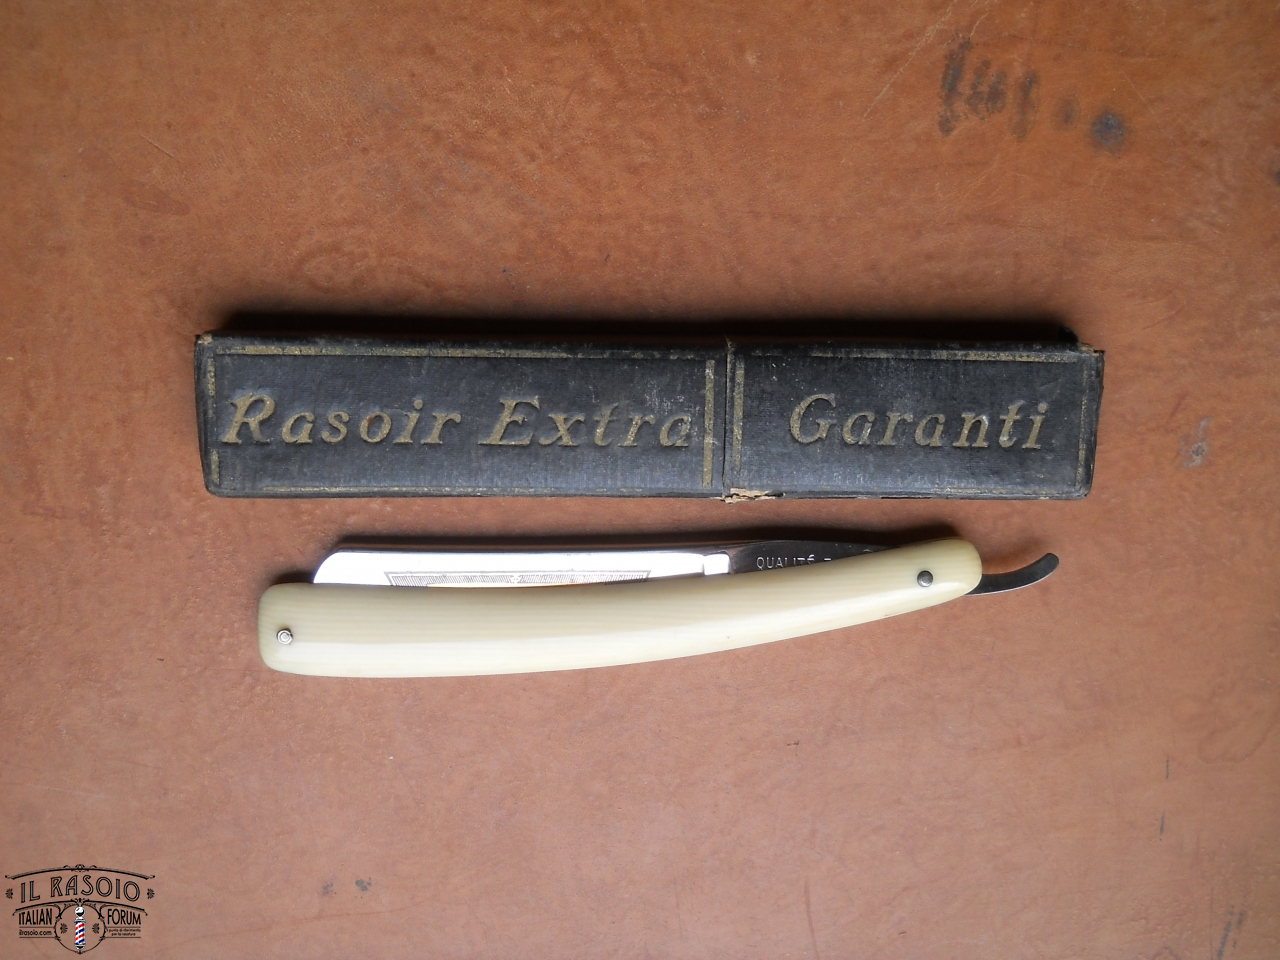 Rasoir Extra Garanti
QUALITÉ
IL RASOIO
ITALIAN FORUM
ilrasoio.com